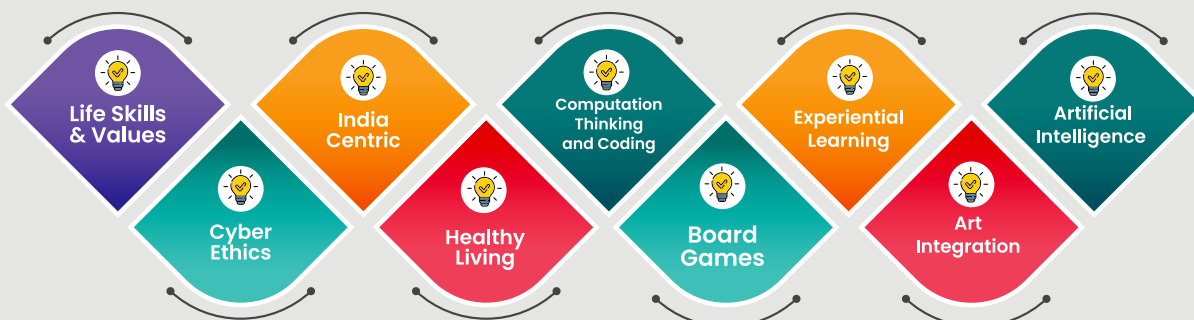 Life Skills
& Values
Cyber
Ethics
India
Centric
Healthy
Living
Computation
Thinking
and Coding
Board
Games
Experiential
Learning
Art
Integration
Artificial
Intelligence